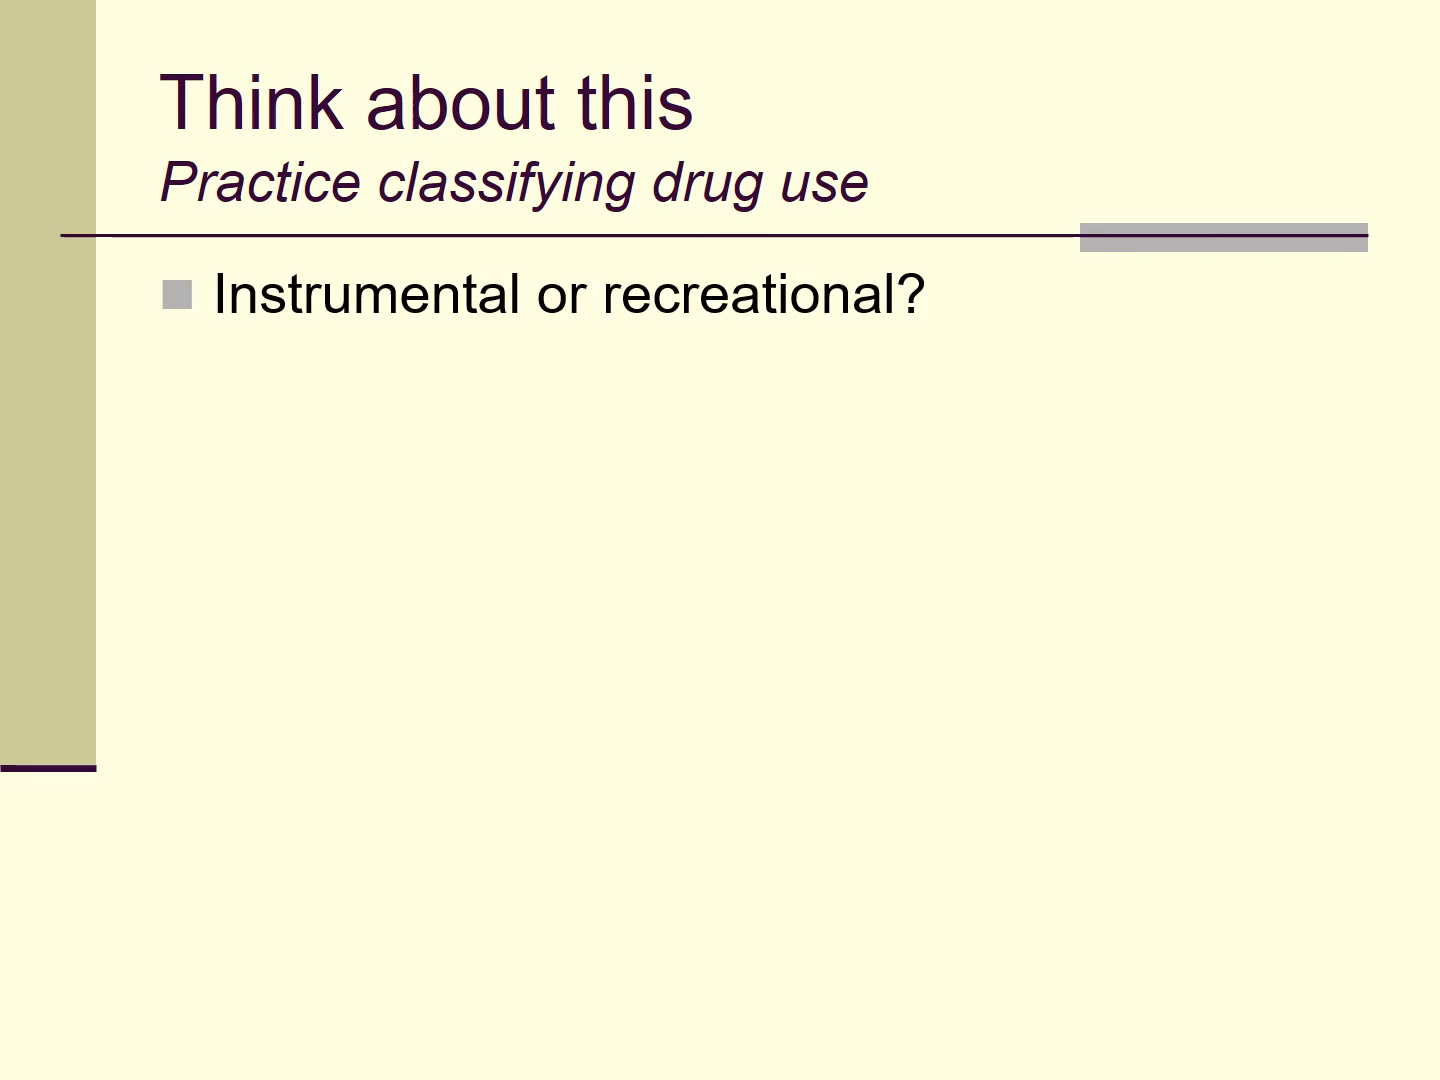 Think about this
Practice classifying drug use
Instrumental or recreational?